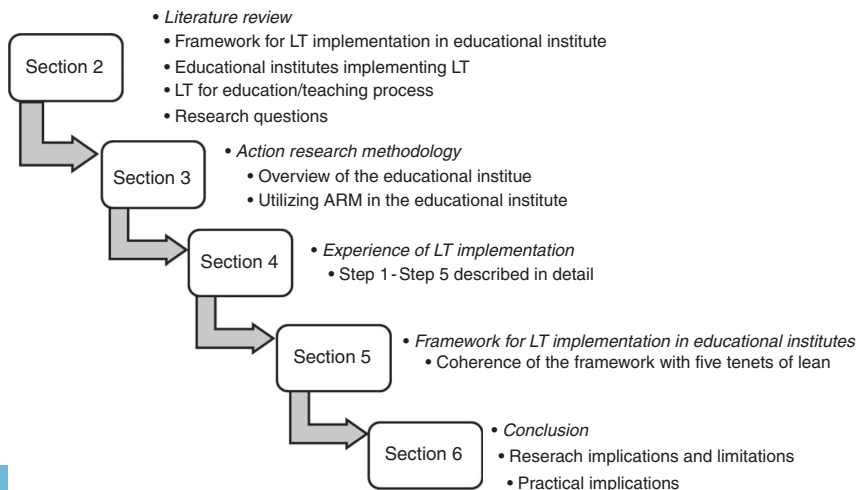 Section 2
• Literature review
• Framework for LT implementation in educational institute
• Educational institutes implementing LT
• LT for education/teaching process
• Research questions
Section 3
• Action research methodology
• Overview of the educational institue
• Utilizing ARM in the educational institute
Section 4
• Experience of LT implementation
• Step 1-Step 5 described in detail
Section 5
• Framework for LT implementation in educational institutes
• Coherence of the framework with five tenets of lean
Section 6
• Conclusion
• Reserach implications and limitations
• Practical implications